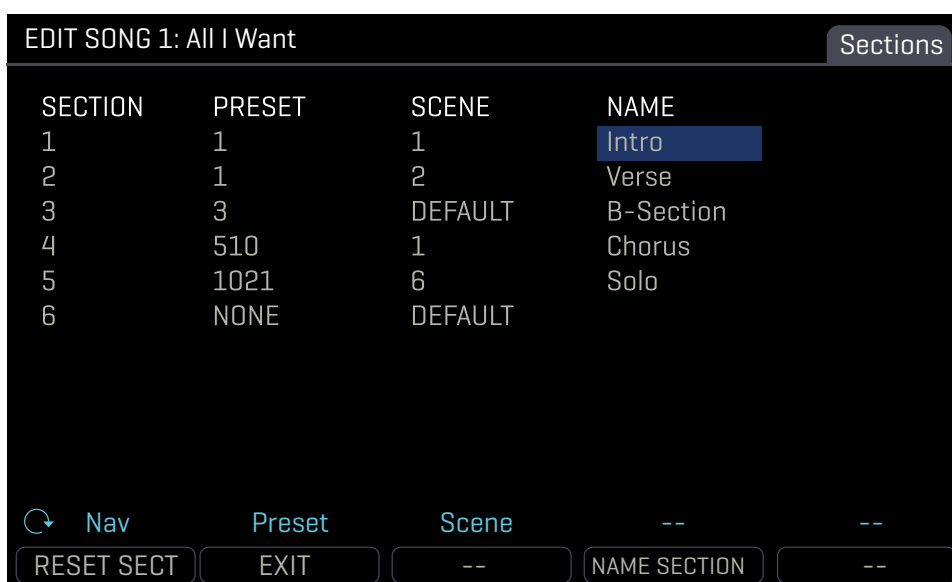 EDIT SONG 1: All I Want Sections
SECTION PRESET SCENE NAME
1 1 1 Intro
2 1 2 Verse
3 3 DEFAULT B-Section
4 510 1 Chorus
5 1021 6 Solo
6 NONE DEFAULT
Nav Preset Scene -- --
RESET SECT EXIT -- NAME SECTION --